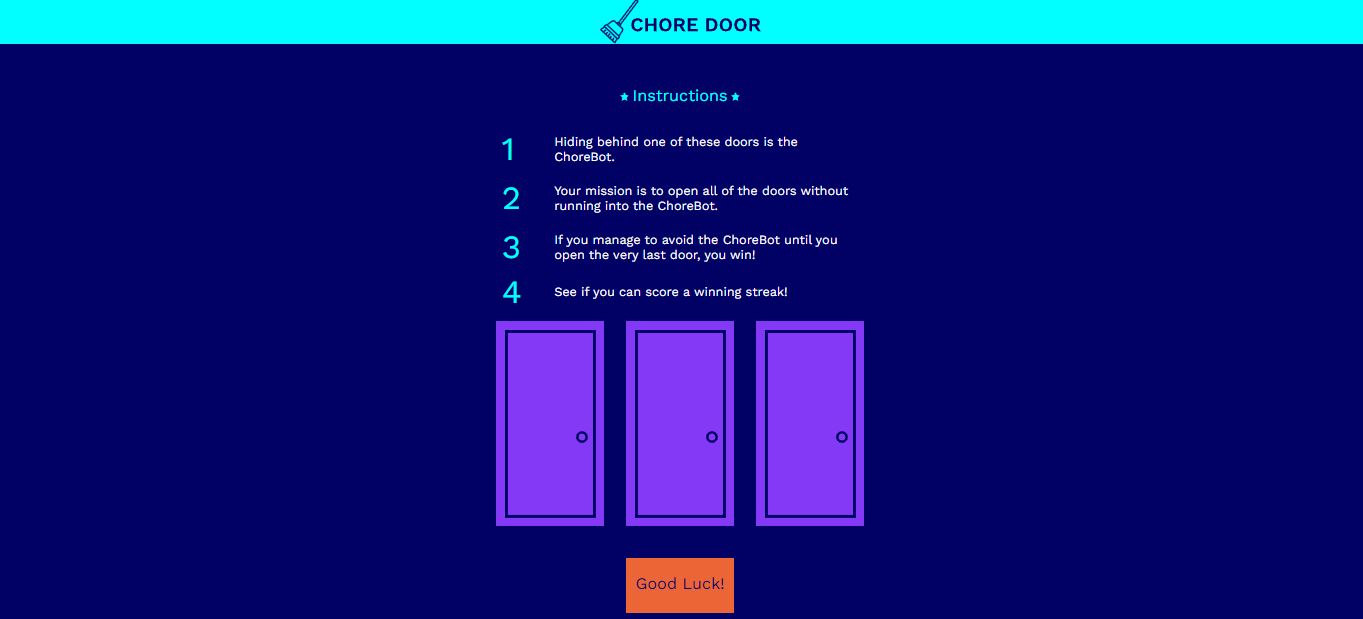 CHORE DOOR
Instructions
1
Hiding behind one of these doors is the
ChoreBot.
2
Your mission is to open all of the doors without
running into the ChoreBot.
3
If you manage to avoid the ChoreBot until you
open the very last door, you win!
4
See if you can score a winning streak!
Good Luck!